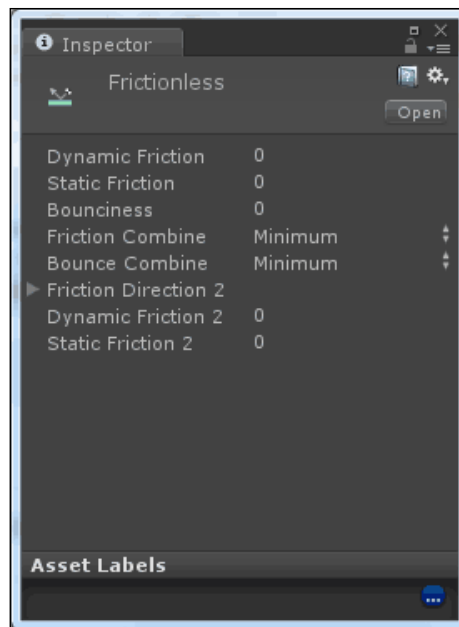 Inspector
Frictionless
Open
Dynamic Friction 0
Static Friction 0
Bounciness 0
Friction Combine Minimum
Bounce Combine Minimum
Friction Direction 2
Dynamic Friction 2 0
Static Friction 2 0
Asset Labels